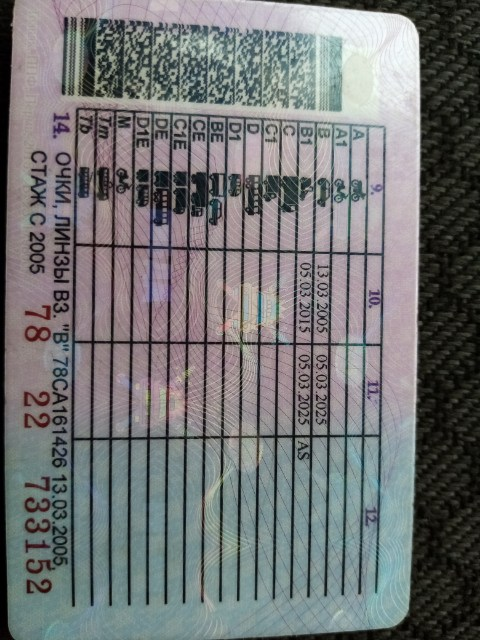 9. 10. 11. 12.
A
A1
B 13.03.2005 05.03.2025
B1 05.03.2015 05.03.2025 AS
C
C1
D
D1
BE
CE
C1E
DE
D1E
M
Tm
Tb
14. ОЧКИ, ЛИНЗЫ ВЗ. "B" 78СА161426 13.03.2005
СТАЖ С 2005
78 22 733152